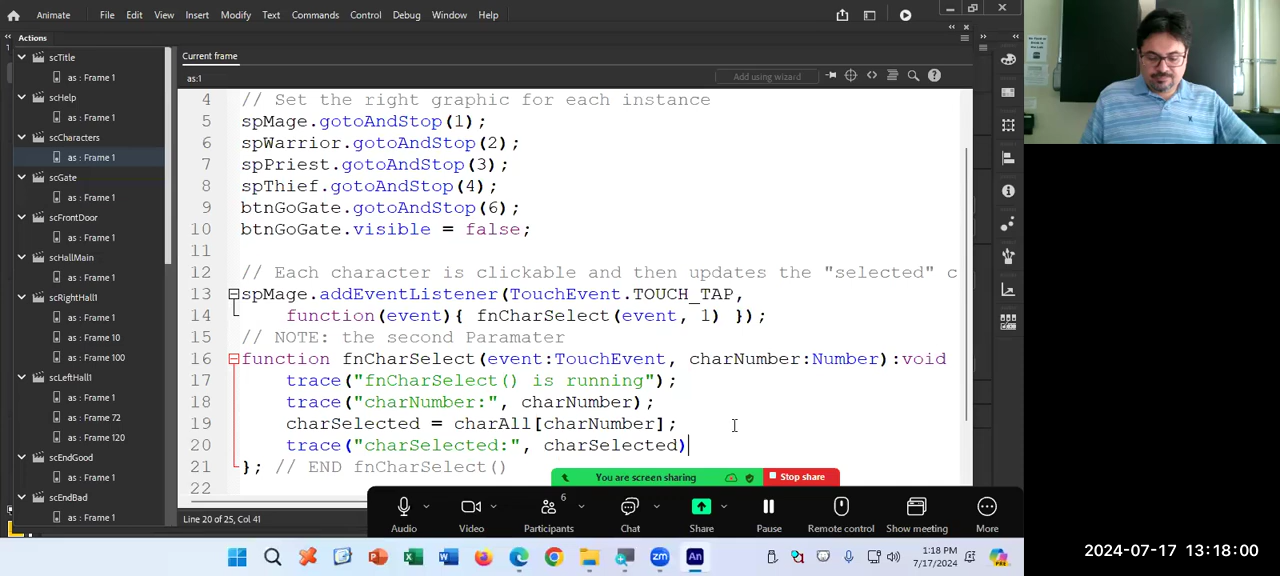 Animate File Edit View Insert Modify Text Commands Control Debug Window Help
Actions
scTitle
as : Frame 1
scHelp
as : Frame 1
scCharacters
as : Frame 1
scGate
as : Frame 1
scFrontDoor
as : Frame 1
scHallMain
as : Frame 1
scRightHall1
as : Frame 1
as : Frame 10
as : Frame 100
scLeftHall1
as : Frame 1
as : Frame 72
as : Frame 120
scEndGood
as : Frame 1
scEndBad
as : Frame 1
Current frame
as:1
Add using wizard
4 // Set the right graphic for each instance
5 spMage.gotoAndStop(1);
6 spWarrior.gotoAndStop(2);
7 spPriest.gotoAndStop(3);
8 spThief.gotoAndStop(4);
9 btnGoGate.gotoAndStop(6);
10 btnGoGate.visible = false;
11
12 // Each character is clickable and then updates the "selected" c
13 spMage.addEventListener(TouchEvent.TOUCH_TAP,
14 function(event){ fnCharSelect(event, 1) });
15 // NOTE: the second Paramater
16 function fnCharSelect(event:TouchEvent, charNumber:Number):void
17 trace("fnCharSelect() is running");
18 trace("charNumber:", charNumber);
19 charSelected = charAll[charNumber];
20 trace("charSelected:", charSelected)
21 }; // END fnCharSelect()
22
You are screen sharing Stop share
Line 20 of 25, Col 41
6
Audio Video Participants Chat Share Pause Remote control Show meeting More
zm An
1:18 PM
7/17/2024
2024-07-17 13:18:00